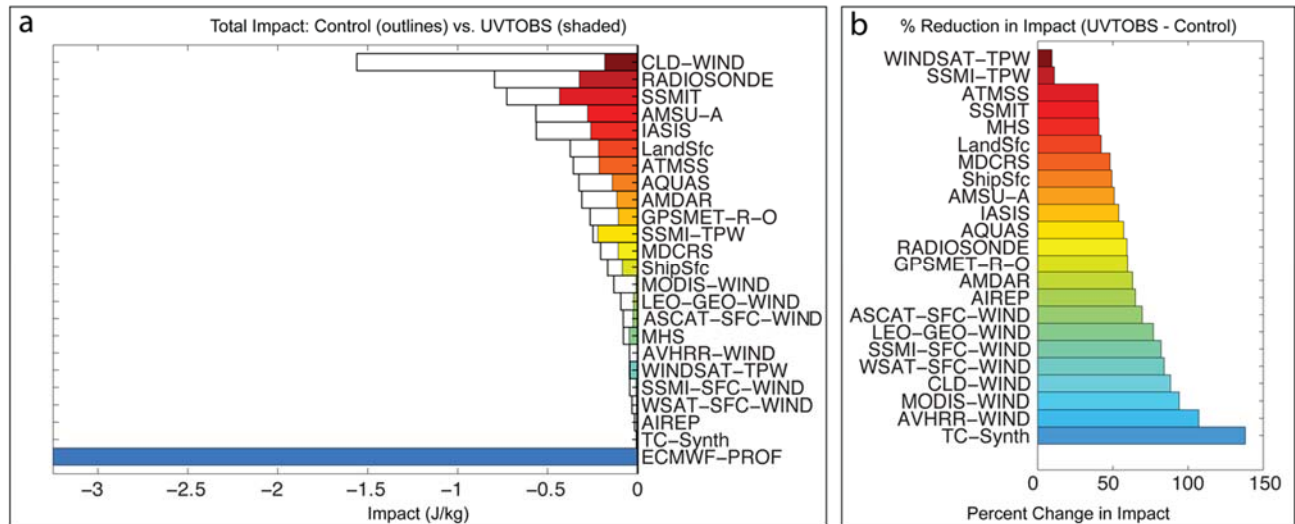 a
Total Impact: Control (outlines) vs. UVTOBS (shaded)
CLD-WIND
RADIOSONDE
SSMIT
AMSU-A
IASIS
LandSfc
ATMSS
AQUAS
AMDAR
GPSMET-R-O
SSMI-TPW
MDCRS
ShipSfc
MODIS-WIND
LEO-GEO-WIND
ASCAT-SFC-WIND
MHS
AVHRR-WIND
WINDSAT-TPW
SSMI-SFC-WIND
WSAT-SFC-WIND
AIREP
TC-Synth
ECMWF-PROF
-3 -2.5 -2 -1.5 -1 -0.5 0
Impact (J/kg)
b
% Reduction in Impact (UVTOBS - Control)
WINDSAT-TPW
SSMI-TPW
ATMSS
SSMIT
MHS
LandSfc
MDCRS
ShipSfc
AMSU-A
IASIS
AQUAS
RADIOSONDE
GPSMET-R-O
AMDAR
AIREP
ASCAT-SFC-WIND
LEO-GEO-WIND
SSMI-SFC-WIND
WSAT-SFC-WIND
CLD-WIND
MODIS-WIND
AVHRR-WIND
TC-Synth
0 50 100 150
Percent Change in Impact